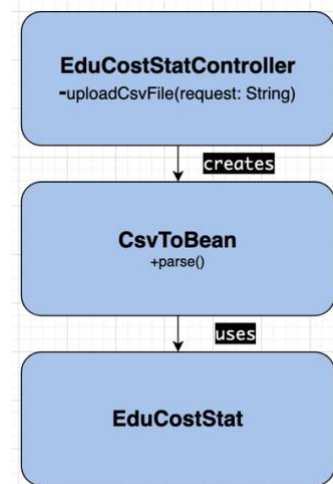 EduCostStatController
-uploadCsvFile(request: String)
creates
CsvToBean
+parse()
uses
EduCostStat